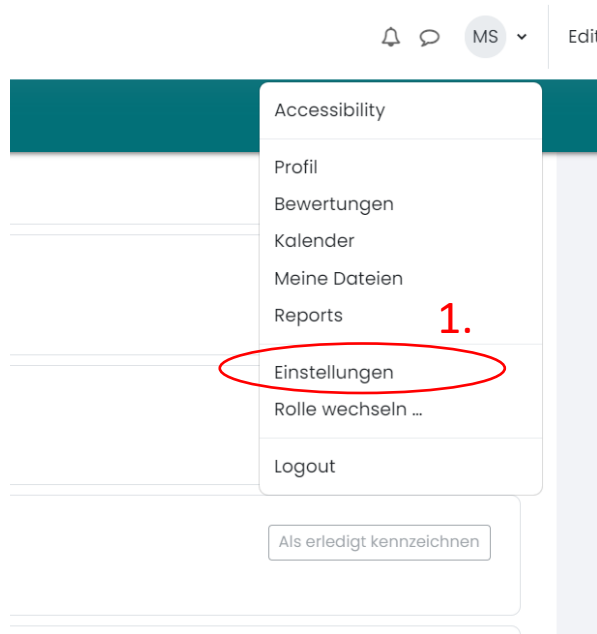 MS
Edit
Accessibility
Profil
Bewertungen
Kalender
Meine Dateien
Reports
1.
Einstellungen
Rolle wechseln ...
Logout
Als erledigt kennzeichnen